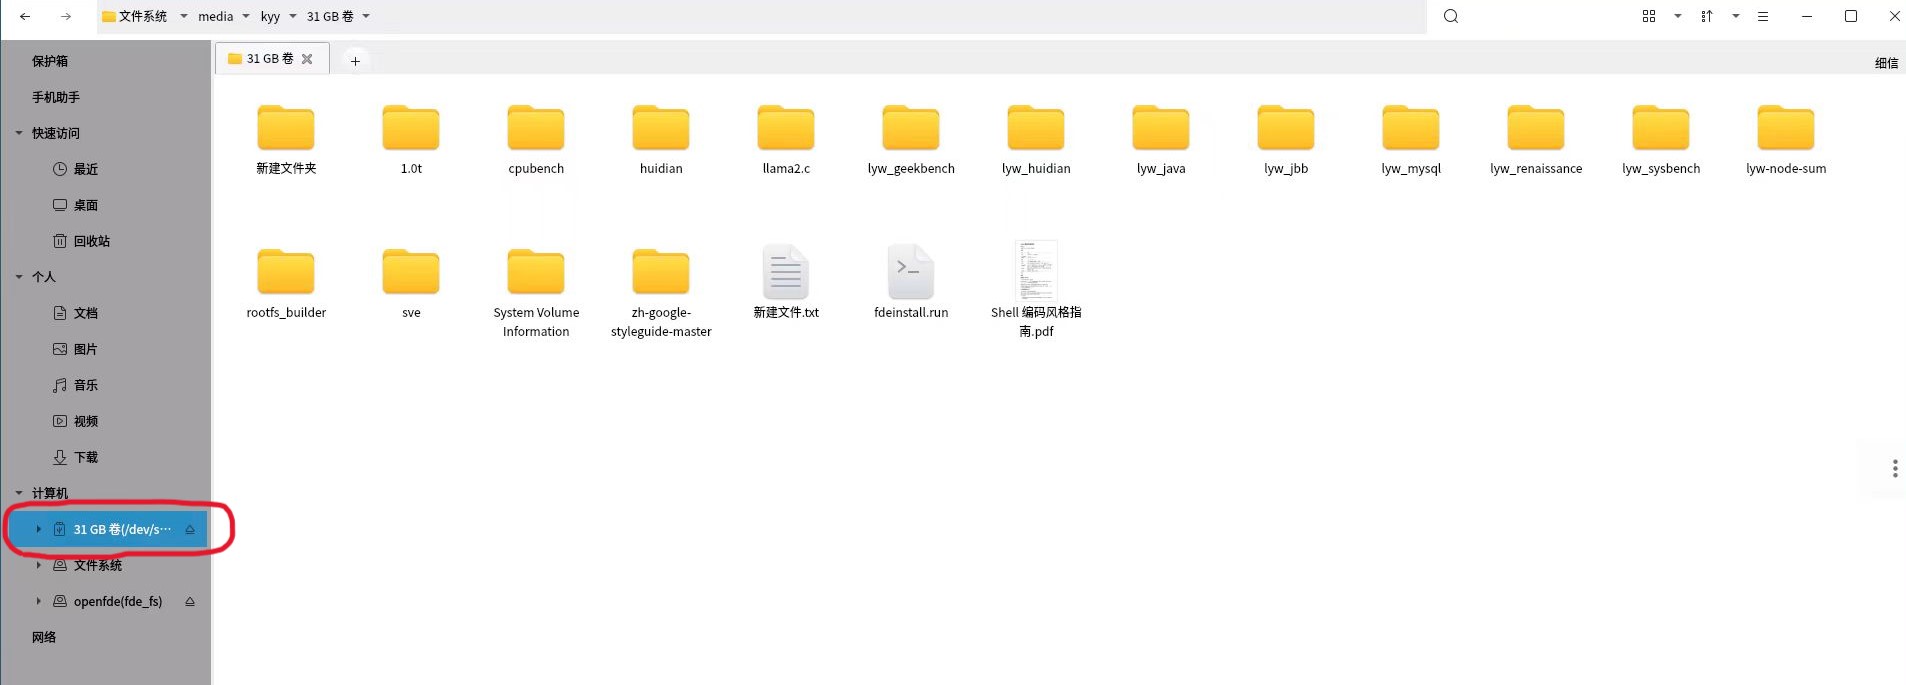 文件系统 media kyy 31 GB 卷
31 GB 卷
细信
保护箱
手机助手
快速访问
最近
桌面
回收站
个人
文档
图片
音乐
视频
下载
计算机
31 GB 卷(/dev/s···
文件系统
openfde(fde_fs)
网络
新建文件夹 1.0t cpubench huidian llama2.c lyw_geekbench lyw_huidian lyw_java lyw_jbb lyw_mysql lyw_renaissance lyw_sysbench lyw-node-sum
rootfs_builder
sve
System Volume
Information
zh-google-
styleguide-master
新建文件.txt
fdeinstall.run
Shell 编码风格指
南.pdf